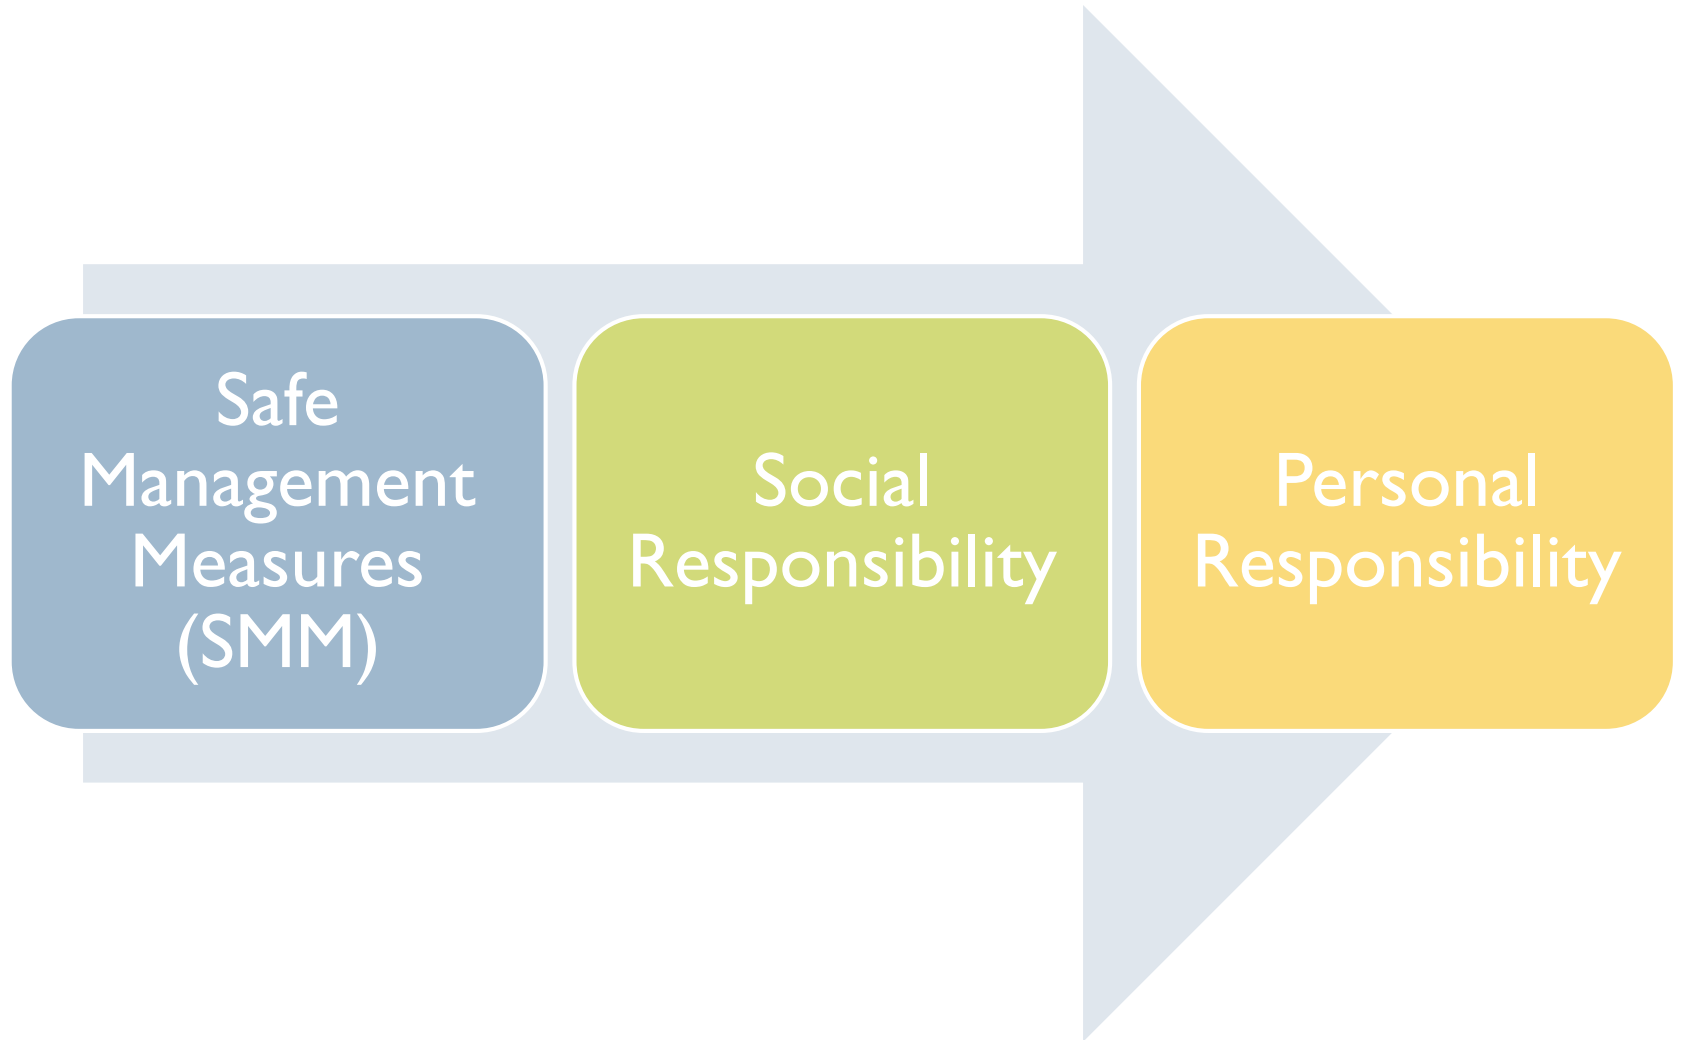 Safe
Management
Measures
(SMM)
Social
Responsibility
Personal
Responsibility